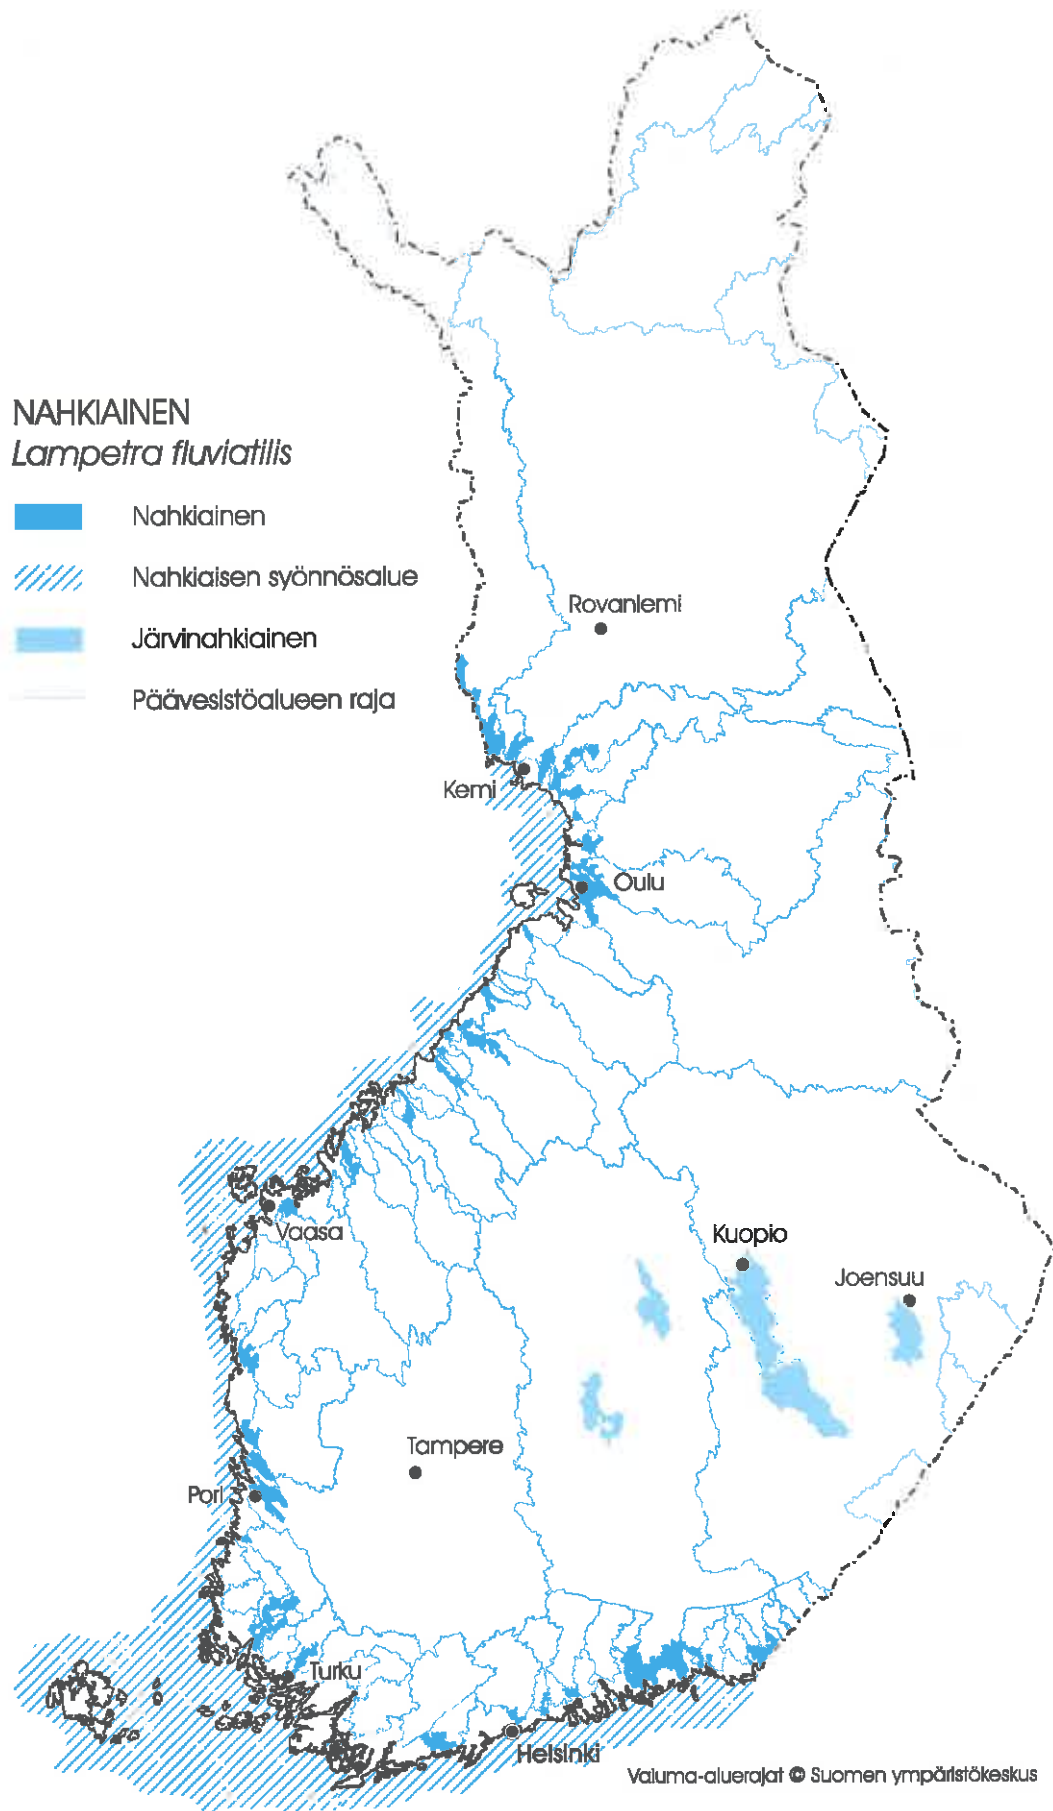 NAHKIAINEN
Lampetra fluviatilis
Nahkiainen
Nahkiaisen syönnösalue
Järvinahkiainen
Päävesistöalueen raja
Rovaniemi
Kemi
Oulu
Vaasa
Kuopio
Joensuu
Tampere
Pori
Turku
Helsinki
Valuma-aluerajat © Suomen ympäristökeskus